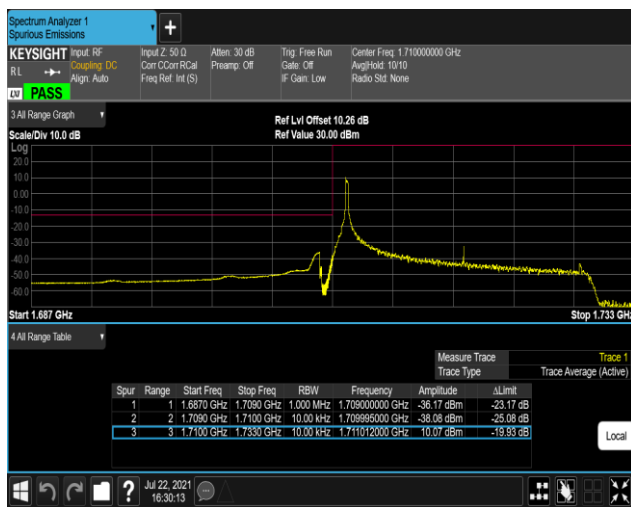 Spectrum Analyzer 1
Spurious Emissions
+
KEYSIGHT Input: RF Input Z: 50 Ω Atten: 30 dB Trig: Free Run Center Freq: 1.710000000 GHz
Coupling: DC Corr CCorr RCal Preamp: Off Gate: Off Avg|Hold: 10/10
RL Align: Auto Freq Ref: Int (S) IF Gain: Low Radio Std: None
LXI PASS
3 All Range Graph
Ref Lvl Offset 10.26 dB
Scale/Div 10.0 dB Ref Value 30.00 dBm
Log
20.0
10.0
0.00
-10.0
-20.0
-30.0
-40.0
-50.0
-60.0
Start 1.687 GHz Stop 1.733 GHz
4 All Range Table
Measure Trace Trace 1
Trace Type Trace Average (Active)
Spur Range Start Freq Stop Freq RBW Frequency Amplitude ΔLimit
1 1 1.6870 GHz 1.7090 GHz 1.000 MHz 1.709000000 GHz -36.17 dBm -23.17 dB
2 2 1.7090 GHz 1.7100 GHz 10.00 kHz 1.709995000 GHz -38.08 dBm -25.08 dB
3 3 1.7100 GHz 1.7330 GHz 10.00 kHz 1.711012000 GHz 10.07 dBm -19.93 dB
Local
? Jul 22, 2021
16:30:13